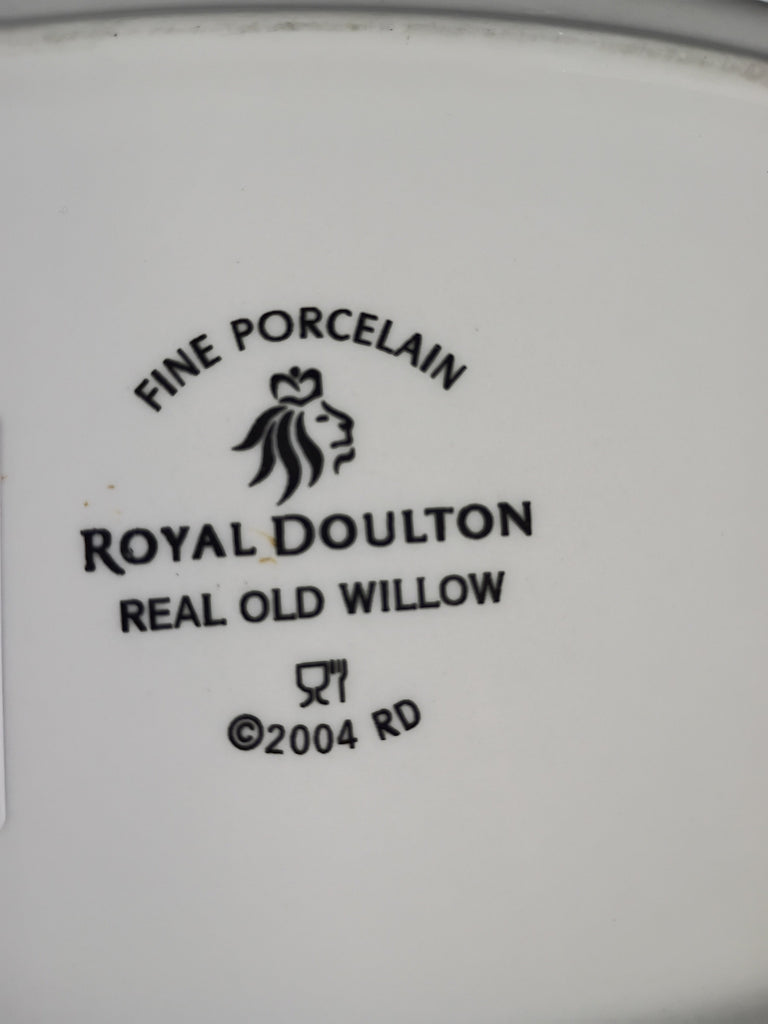 FINE PORCELAIN
ROYAL DOULTON
REAL OLD WILLOW
©2004 RD